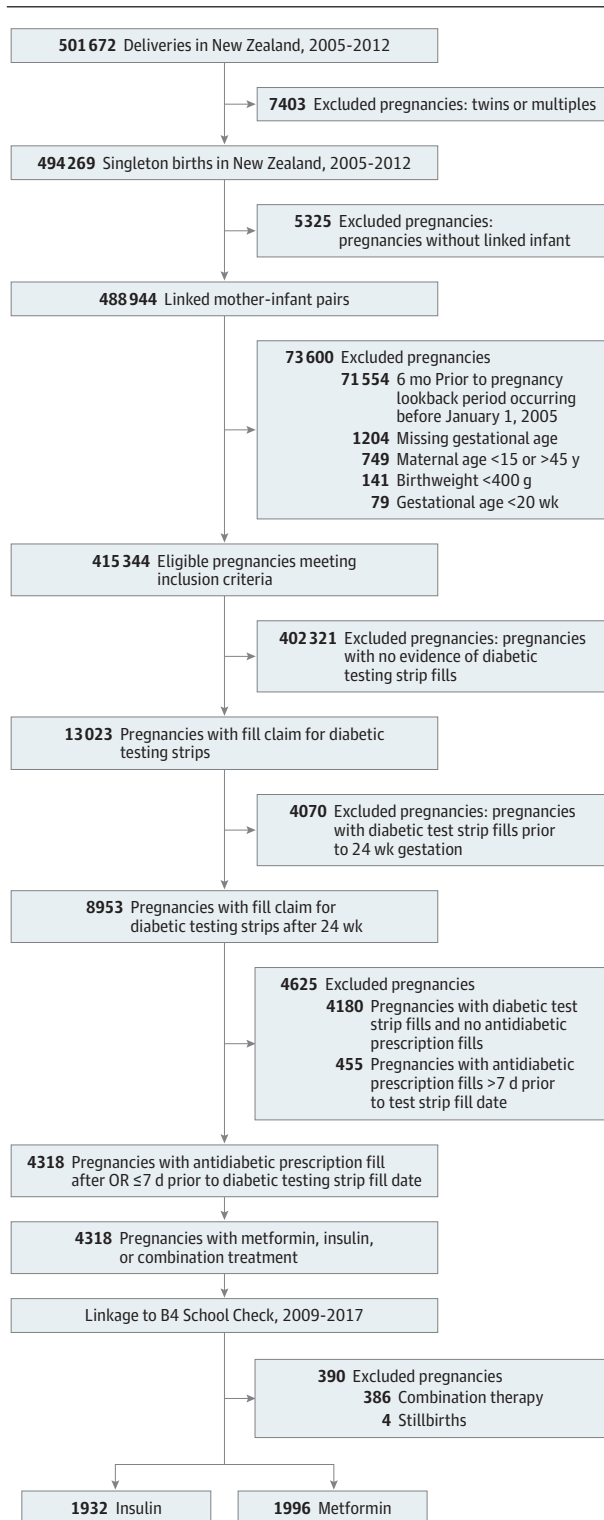 501672 Deliveries in New Zealand, 2005-2012
7403 Excluded pregnancies: twins or multiples
494269 Singleton births in New Zealand, 2005-2012
5325 Excluded pregnancies:
pregnancies without linked infant
488944 Linked mother-infant pairs
73600 Excluded pregnancies
71554 6 mo Prior to pregnancy
lookback period occurring
before January 1, 2005
1204 Missing gestational age
749 Maternal age <15 or >45 y
141 Birthweight <400 g
79 Gestational age <20 wk
415344 Eligible pregnancies meeting
inclusion criteria
402321 Excluded pregnancies: pregnancies
with no evidence of diabetic
testing strip fills
13023 Pregnancies with fill claim for diabetic
testing strips
4070 Excluded pregnancies: pregnancies
with diabetic test strip fills prior
to 24 wk gestation
8953 Pregnancies with fill claim for
diabetic testing strips after 24 wk
4625 Excluded pregnancies
4180 Pregnancies with diabetic test
strip fills and no antidiabetic
prescription fills
455 Pregnancies with antidiabetic
prescription fills >7 d prior
to test strip fill date
4318 Pregnancies with antidiabetic prescription fill
after OR ≤7 d prior to diabetic testing strip fill date
4318 Pregnancies with metformin, insulin,
or combination treatment
Linkage to B4 School Check, 2009-2017
390 Excluded pregnancies
386 Combination therapy
4 Stillbirths
1932 Insulin
1996 Metformin